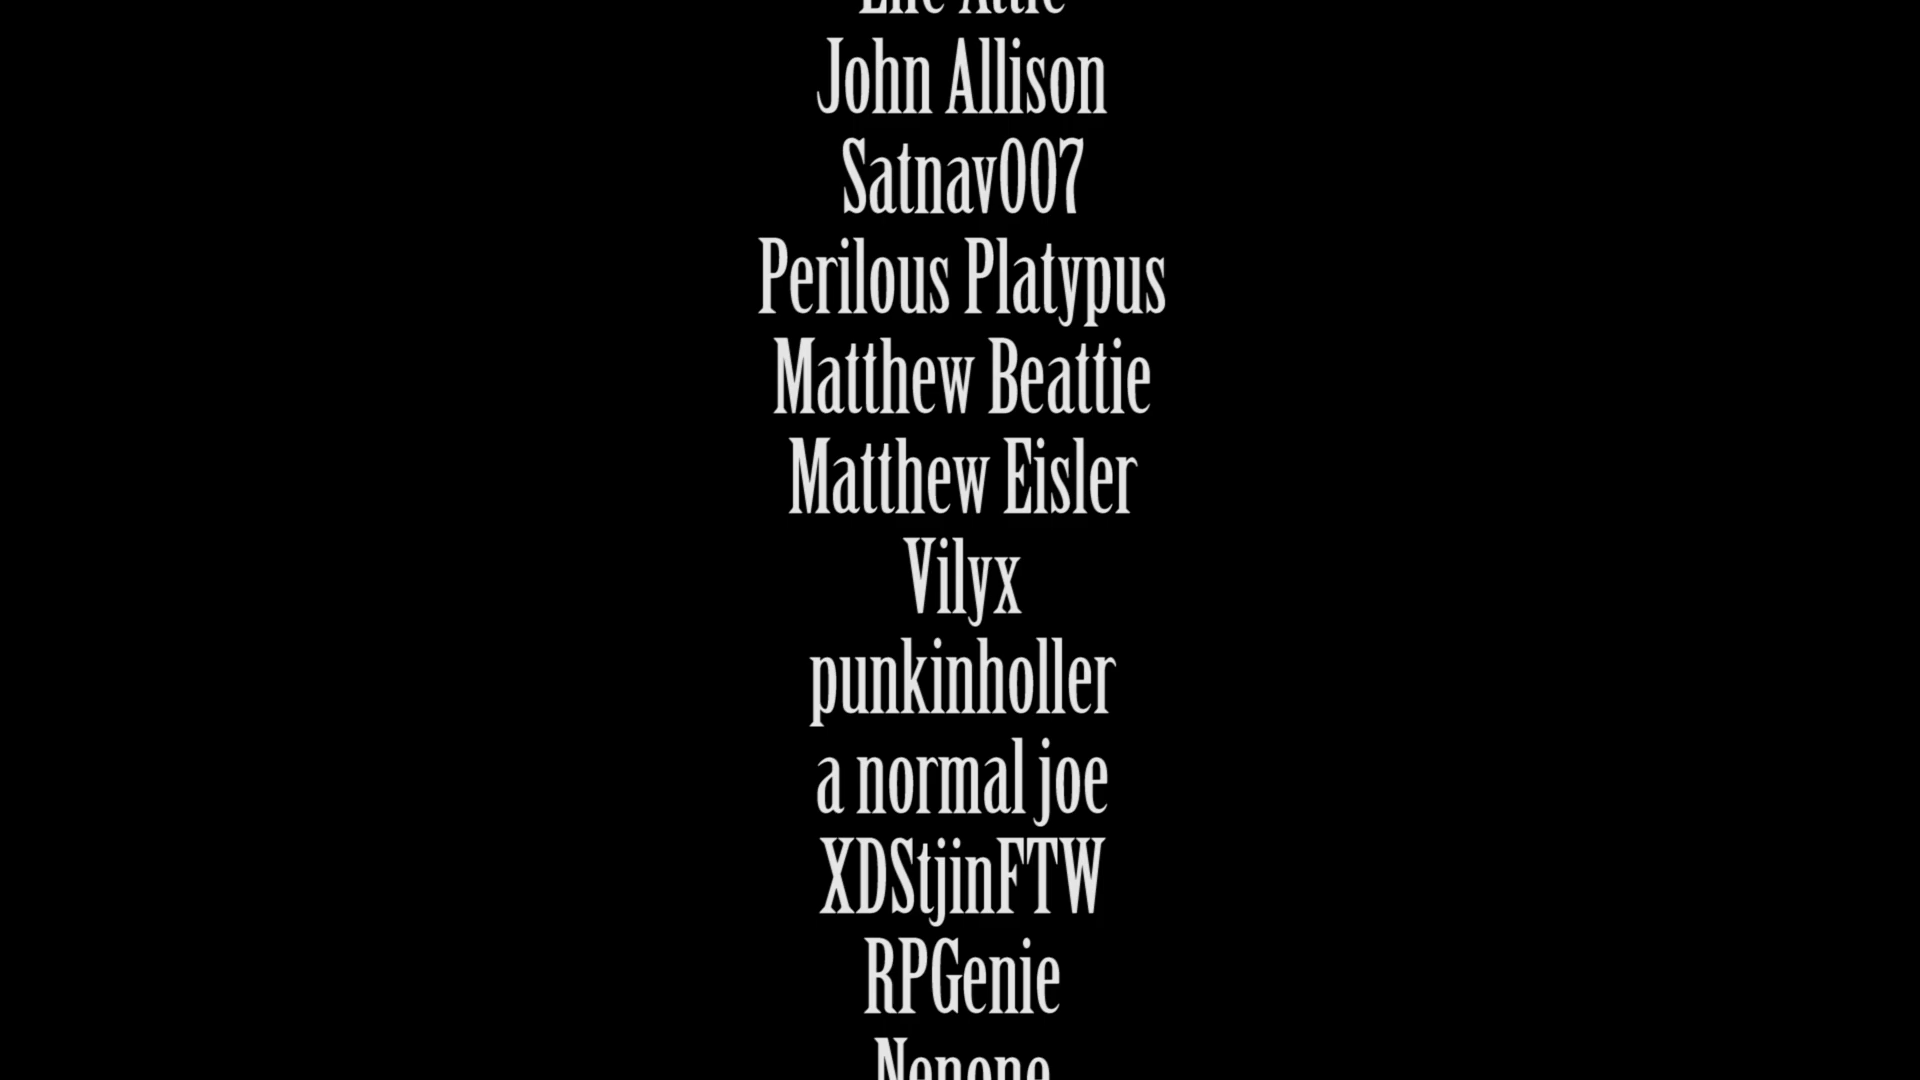 John Allison
Satnav007
Perilous Platypus
Matthew Beattie
Matthew Eisler
Vilyx
punkinholler
a normal joe
XDStjinFTW
RPGenie